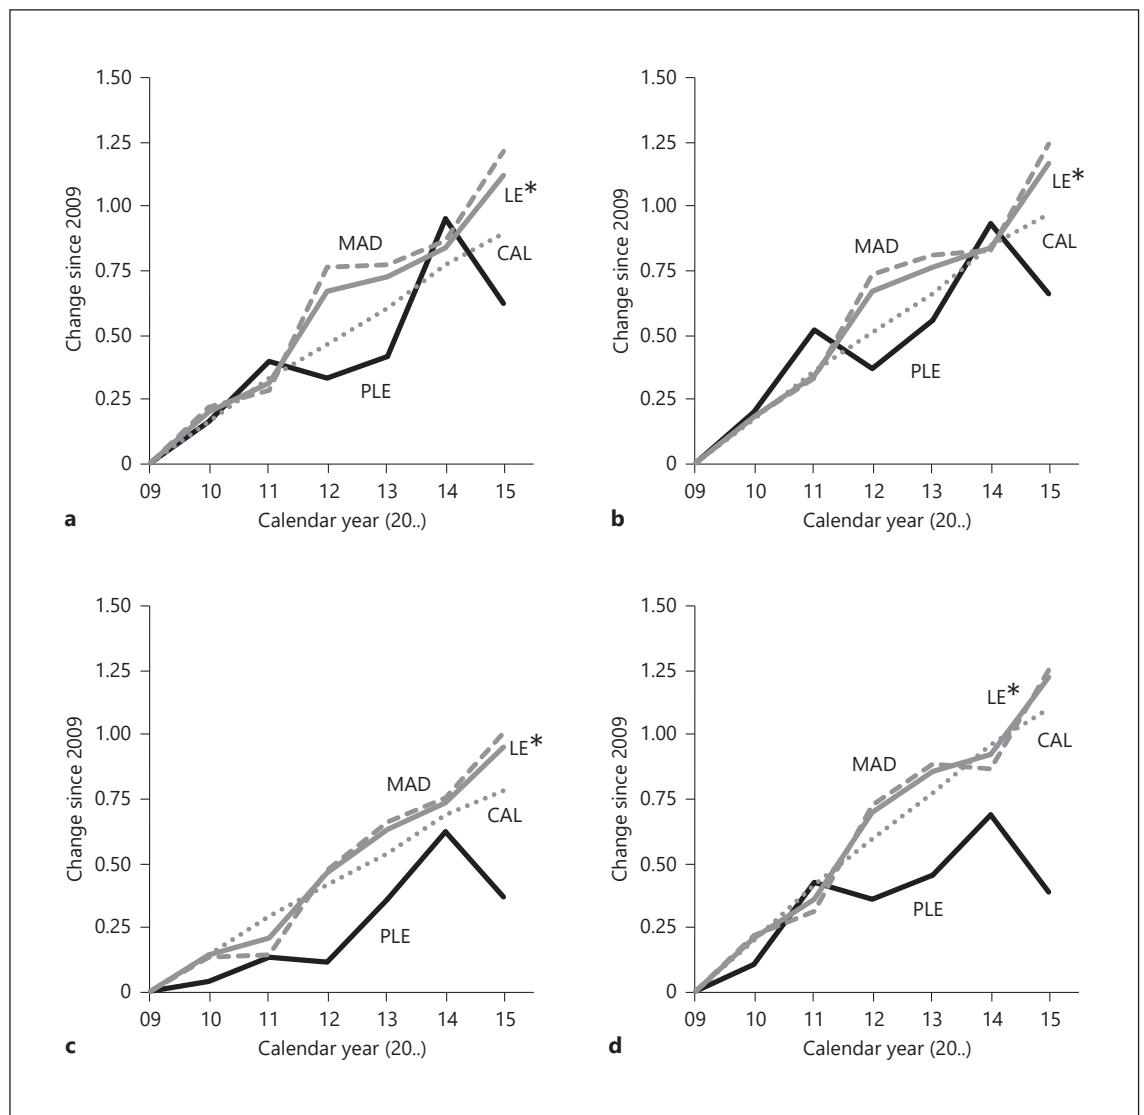 1.50
1.25
1.00
0.75
0.50
0.25
0
Change since 2009
MAD
LE*
CAL
PLE
09 10 11 12 13 14 15
Calendar year (20..)
a
1.50
1.25
1.00
0.75
0.50
0.25
0
Change since 2009
MAD
LE*
CAL
PLE
09 10 11 12 13 14 15
Calendar year (20..)
b
1.50
1.25
1.00
0.75
0.50
0.25
0
Change since 2009
LE*
MAD
CAL
PLE
09 10 11 12 13 14 15
Calendar year (20..)
c
1.50
1.25
1.00
0.75
0.50
0.25
0
Change since 2009
LE*
CAL
MAD
PLE
09 10 11 12 13 14 15
Calendar year (20..)
d